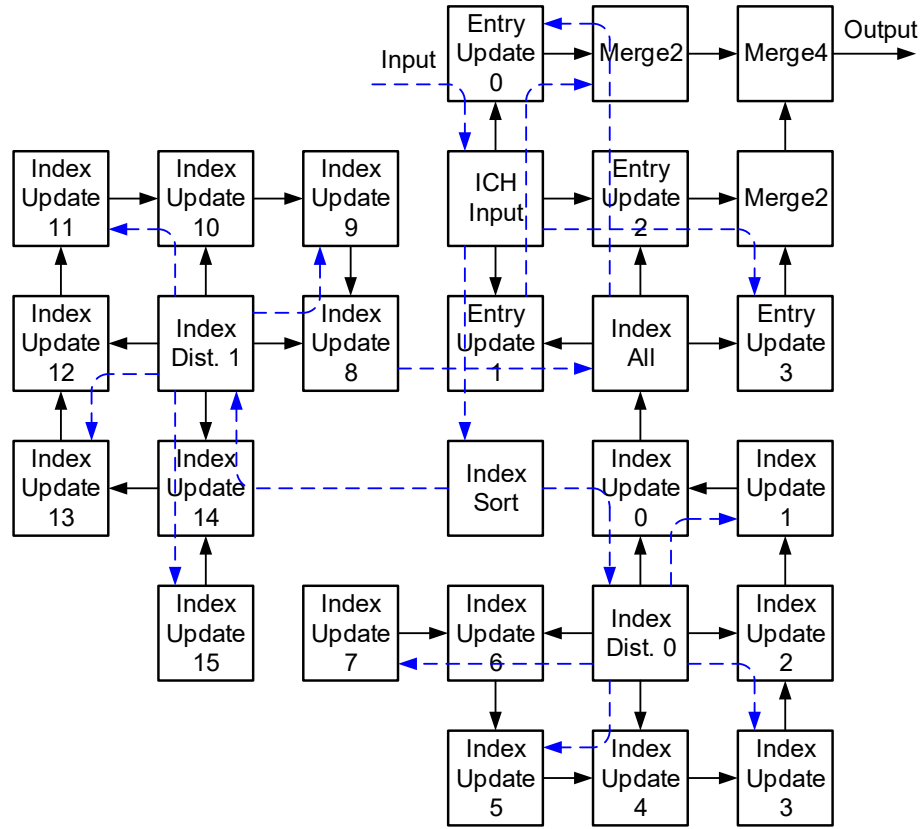 Input
Entry
Update
0
Merge2
Merge4
Output
Index
Update
11
Index
Update
10
Index
Update
9
ICH
Input
Entry
Update
2
Merge2
Index
Update
12
Index
Dist. 1
Index
Update
8
Entry
Update
1
Index
All
Entry
Update
3
Index
Update
13
Index
Update
14
Index
Sort
Index
Update
0
Index
Update
1
Index
Update
15
Index
Update
7
Index
Update
6
Index
Dist. 0
Index
Update
2
Index
Update
5
Index
Update
4
Index
Update
3